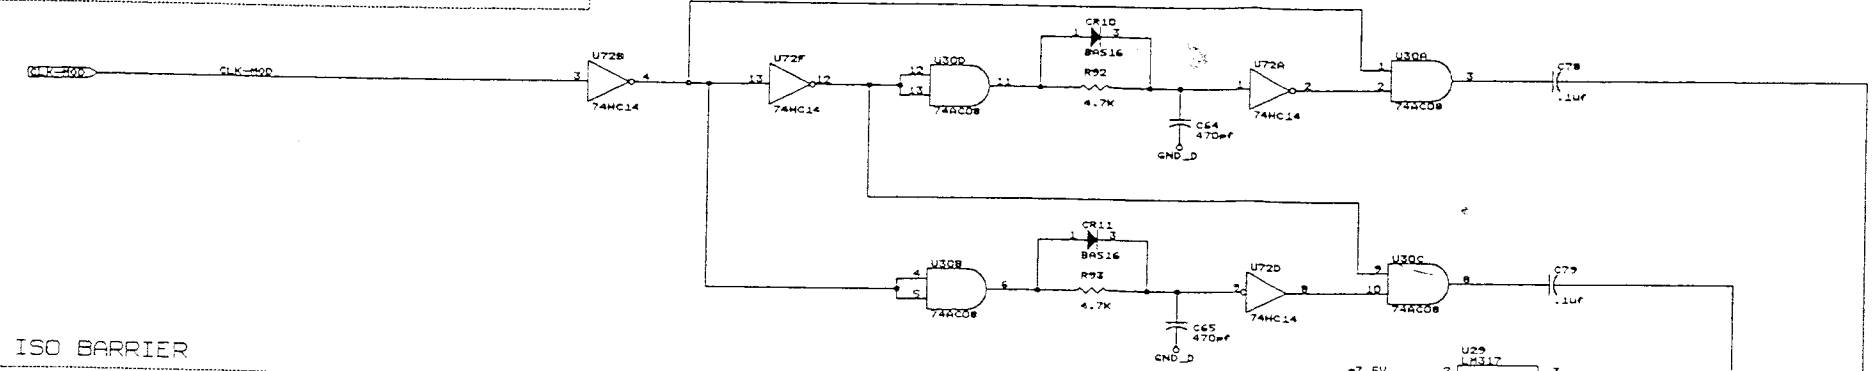 CLK-MOD
CLK-MOD
U72B
3
4
74HC14
U72F
13
12
74HC14
U30D
12
13
11
74AC08
CR10
1
3
BAS16
R92
4.7K
C64
470pf
GND_D
U72A
1
2
74HC14
U30A
1
2
3
74AC08
C78
.1uf
U30B
4
5
6
74AC08
CR11
1
3
BAS16
R93
4.7K
C65
470pf
GND_D
U72D
8
74HC14
U30C
9
10
8
74AC08
C79
.1uf
ISO BARRIER
U29
LM317
2
3